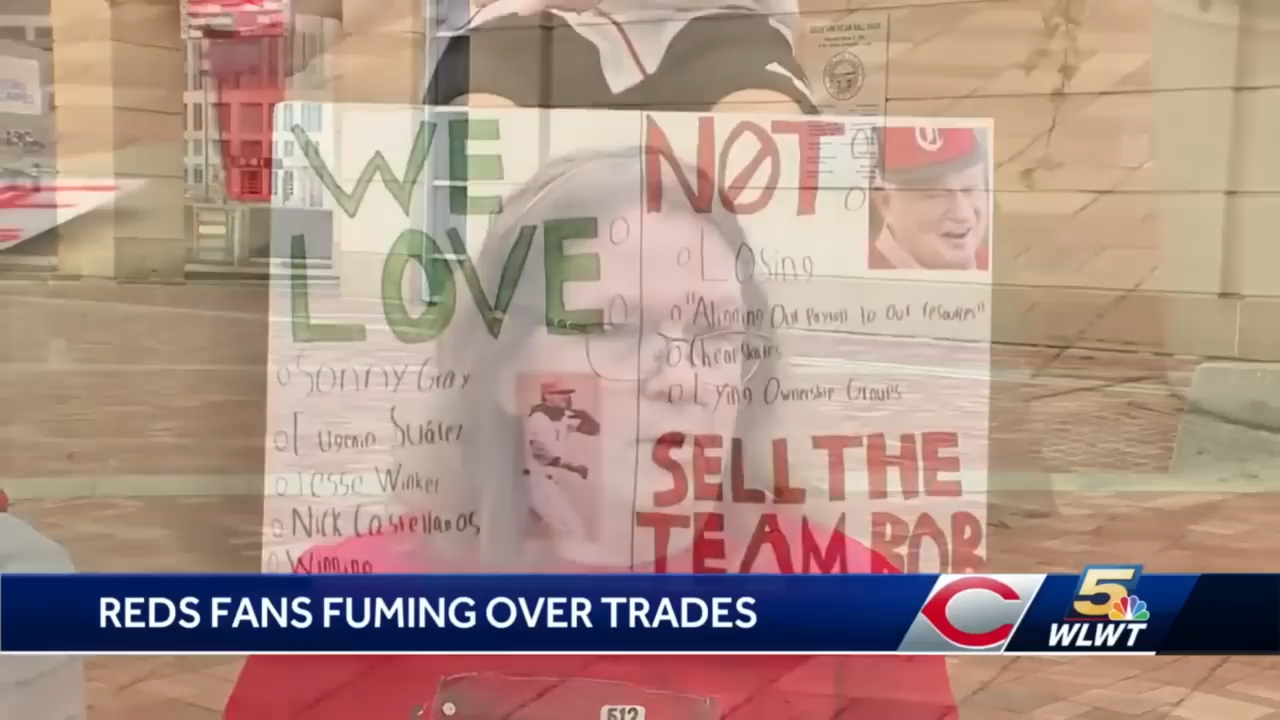 WE
LOVE
o Sonny Gray
o Eugenio Suárez
o Jesse Winker
o Nick Castellanos
o Winning
NOT
o Losing
o "Aligning Our Payroll to Our resources"
o Cheapskates
o Lying Ownership Groups
SELL THE
TEAM BOB
REDS FANS FUMING OVER TRADES
C
5
WLWT
512